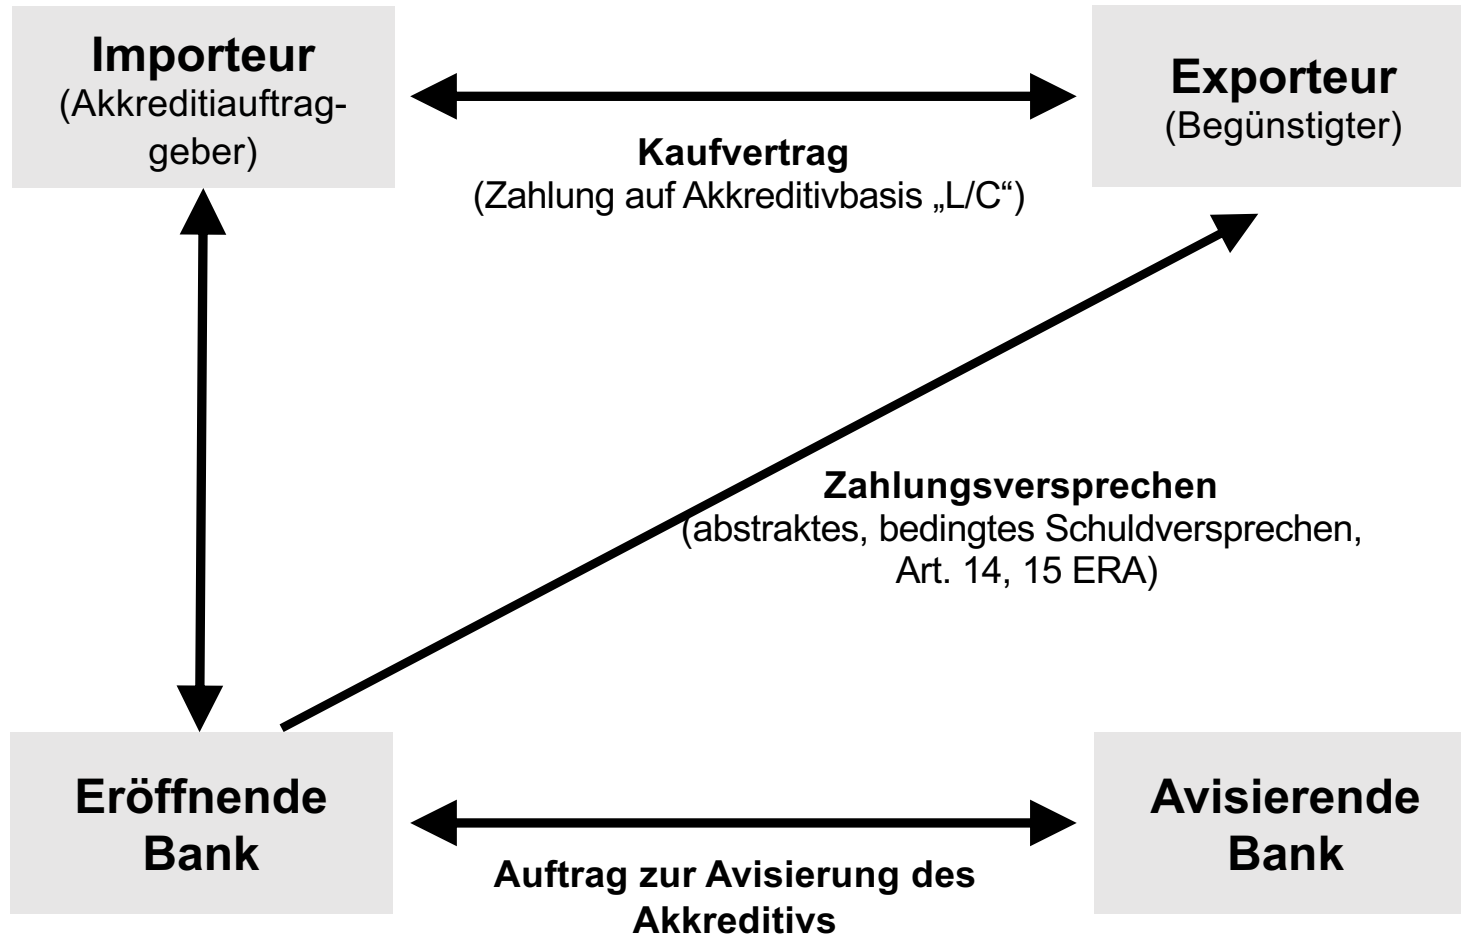 Importeur
(Akkreditiauftrag-
geber)
Exporteur
(Begünstigter)
Kaufvertrag
(Zahlung auf Akkreditivbasis „L/C“)
Zahlungsversprechen
(abstraktes, bedingtes Schuldversprechen,
Art. 14, 15 ERA)
Eröffnende
Bank
Avisierende
Bank
Auftrag zur Avisierung des
Akkreditivs